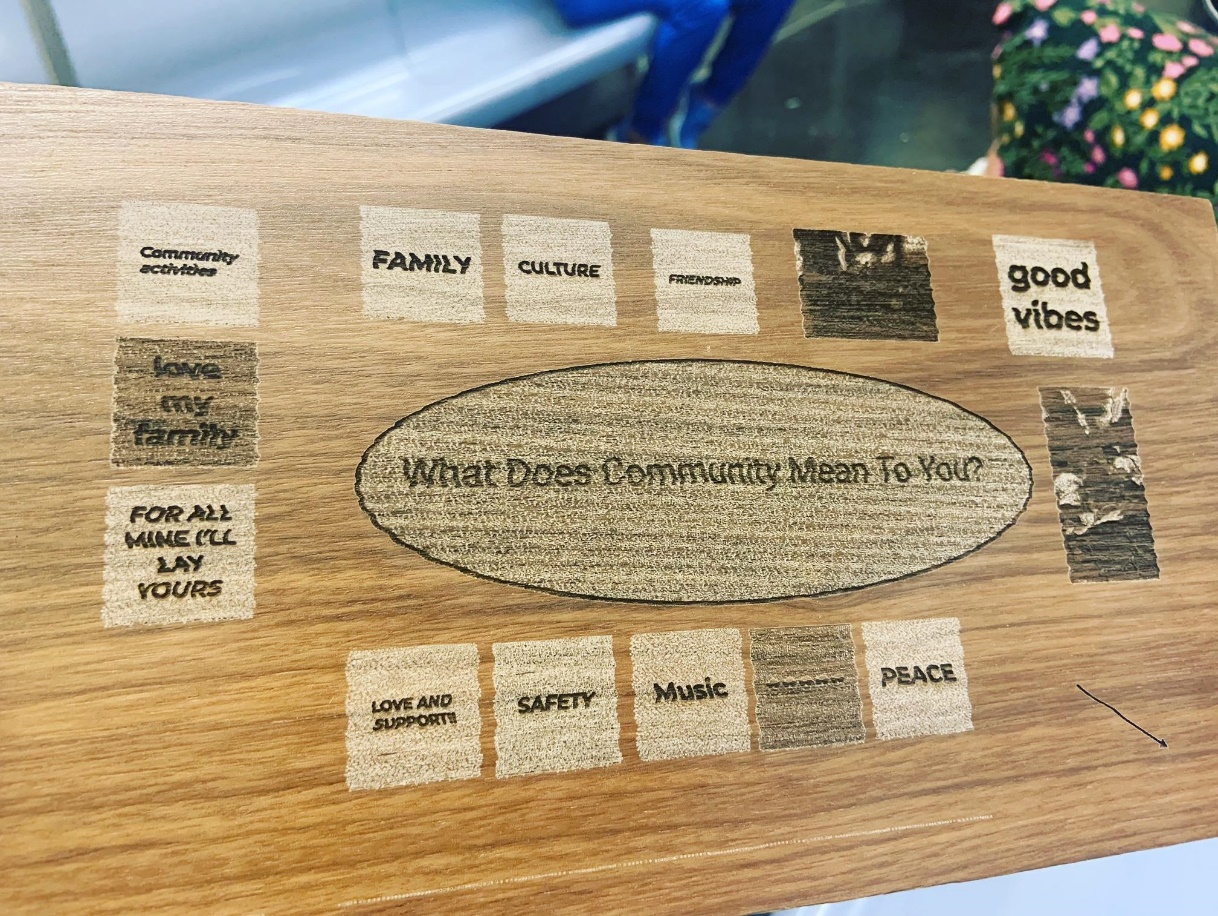 Community
activities
FAMILY
CULTURE
FRIENDSHIP
good
vibes
love
my
family
What Does Community Mean To You?
FOR ALL
MINE I'LL
LAY
YOURS
LOVE AND
SUPPORT!!
SAFETY
Music
PEACE